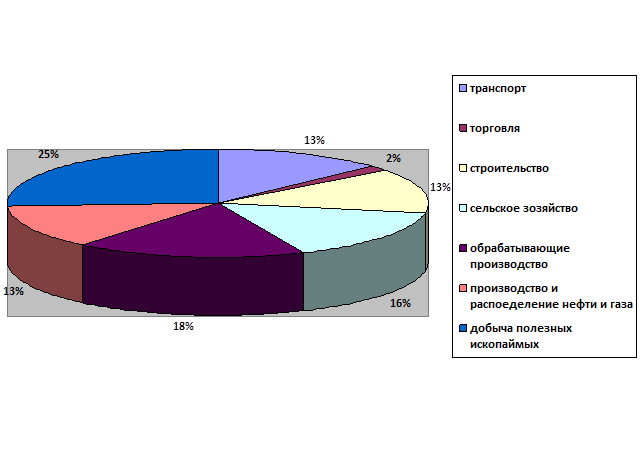 13%
2%
25%
13%
13%
16%
18%
транспорт
торговля
строительство
сельское зозяйство
обрабатывающие
производство
производство и
распоеделение нефти и газа
добыча полезных
ископаймых